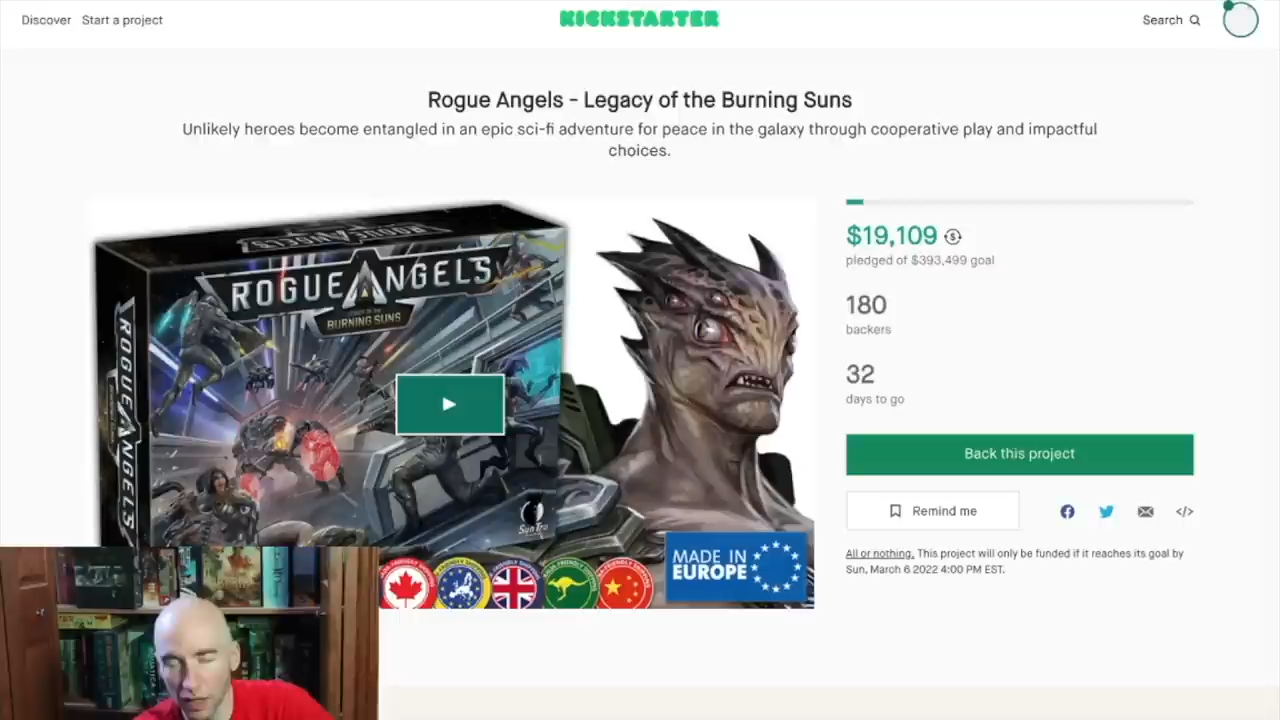 Discover Start a project
KICKSTARTER
Search
Rogue Angels - Legacy of the Burning Suns
Unlikely heroes become entangled in an epic sci-fi adventure for peace in the galaxy through cooperative play and impactful
choices.
ROGUE ANGELS
ROGUE ANGELS
BURNING SUNS
ROGUE ANGELS
SunTzu
MADE IN
EUROPE
$19,109
pledged of $393,499 goal
180
backers
32
days to go
Back this project
Remind me
All or nothing. This project will only be funded if it reaches its goal by
Sun, March 6 2022 4:00 PM EST.